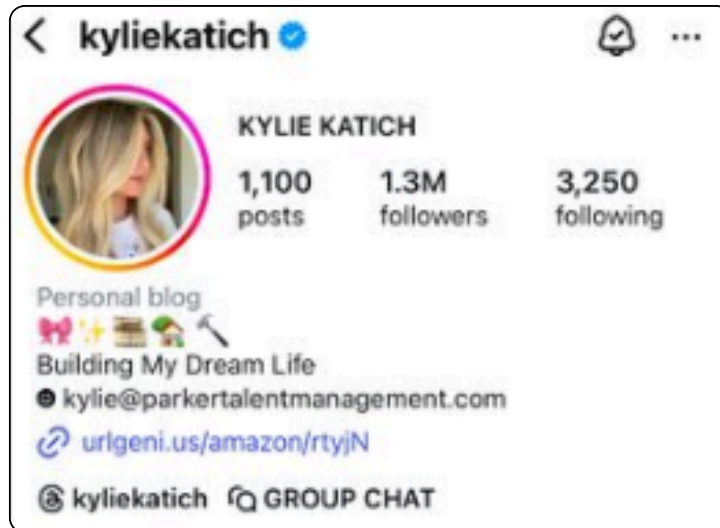 kyliekatich
KYLIE KATICH
1,100 1.3M 3,250
posts followers following
Personal blog
🎀✨🪵🏡🔨
Building My Dream Life
kylie@parkertalentmanagement.com
urlgeni.us/amazon/rtyjN
kyliekatich GROUP CHAT